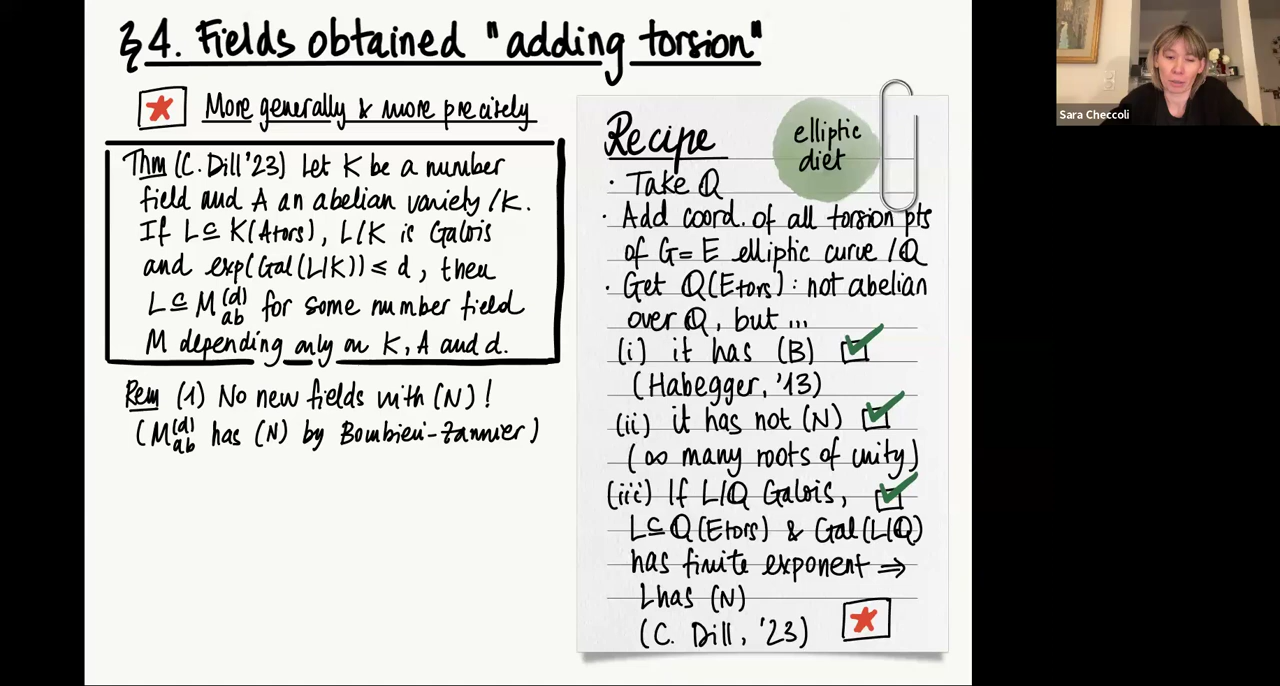 §4. Fields obtained "adding torsion"
More generally & more precisely
Thm (C. Dill '23) Let K be a number
field and A an abelian variety /K.
If L ⊆ K(Ators), L/K is Galois
and exp(Gal(L/K)) ≤ d, then
L ⊆ M_ab^(d) for some number field
M depending only on K, A and d.
Rem (1) No new fields with (N)!
(M_ab^(d) has (N) by Bombieri-Zannier)
Recipe
elliptic
diet
· Take Q
· Add coord. of all torsion pts
of G=E elliptic curve /Q
· Get Q(Etors): not abelian
over Q, but ...
(i) it has (B)
(Habegger, '13)
(ii) it has not (N)
(∞ many roots of unity)
(iii) If L/Q Galois,
L ⊆ Q(Etors) & Gal(L/Q)
has finite exponent ⇒
L has (N)
(C. Dill, '23)
Sara Checcoli